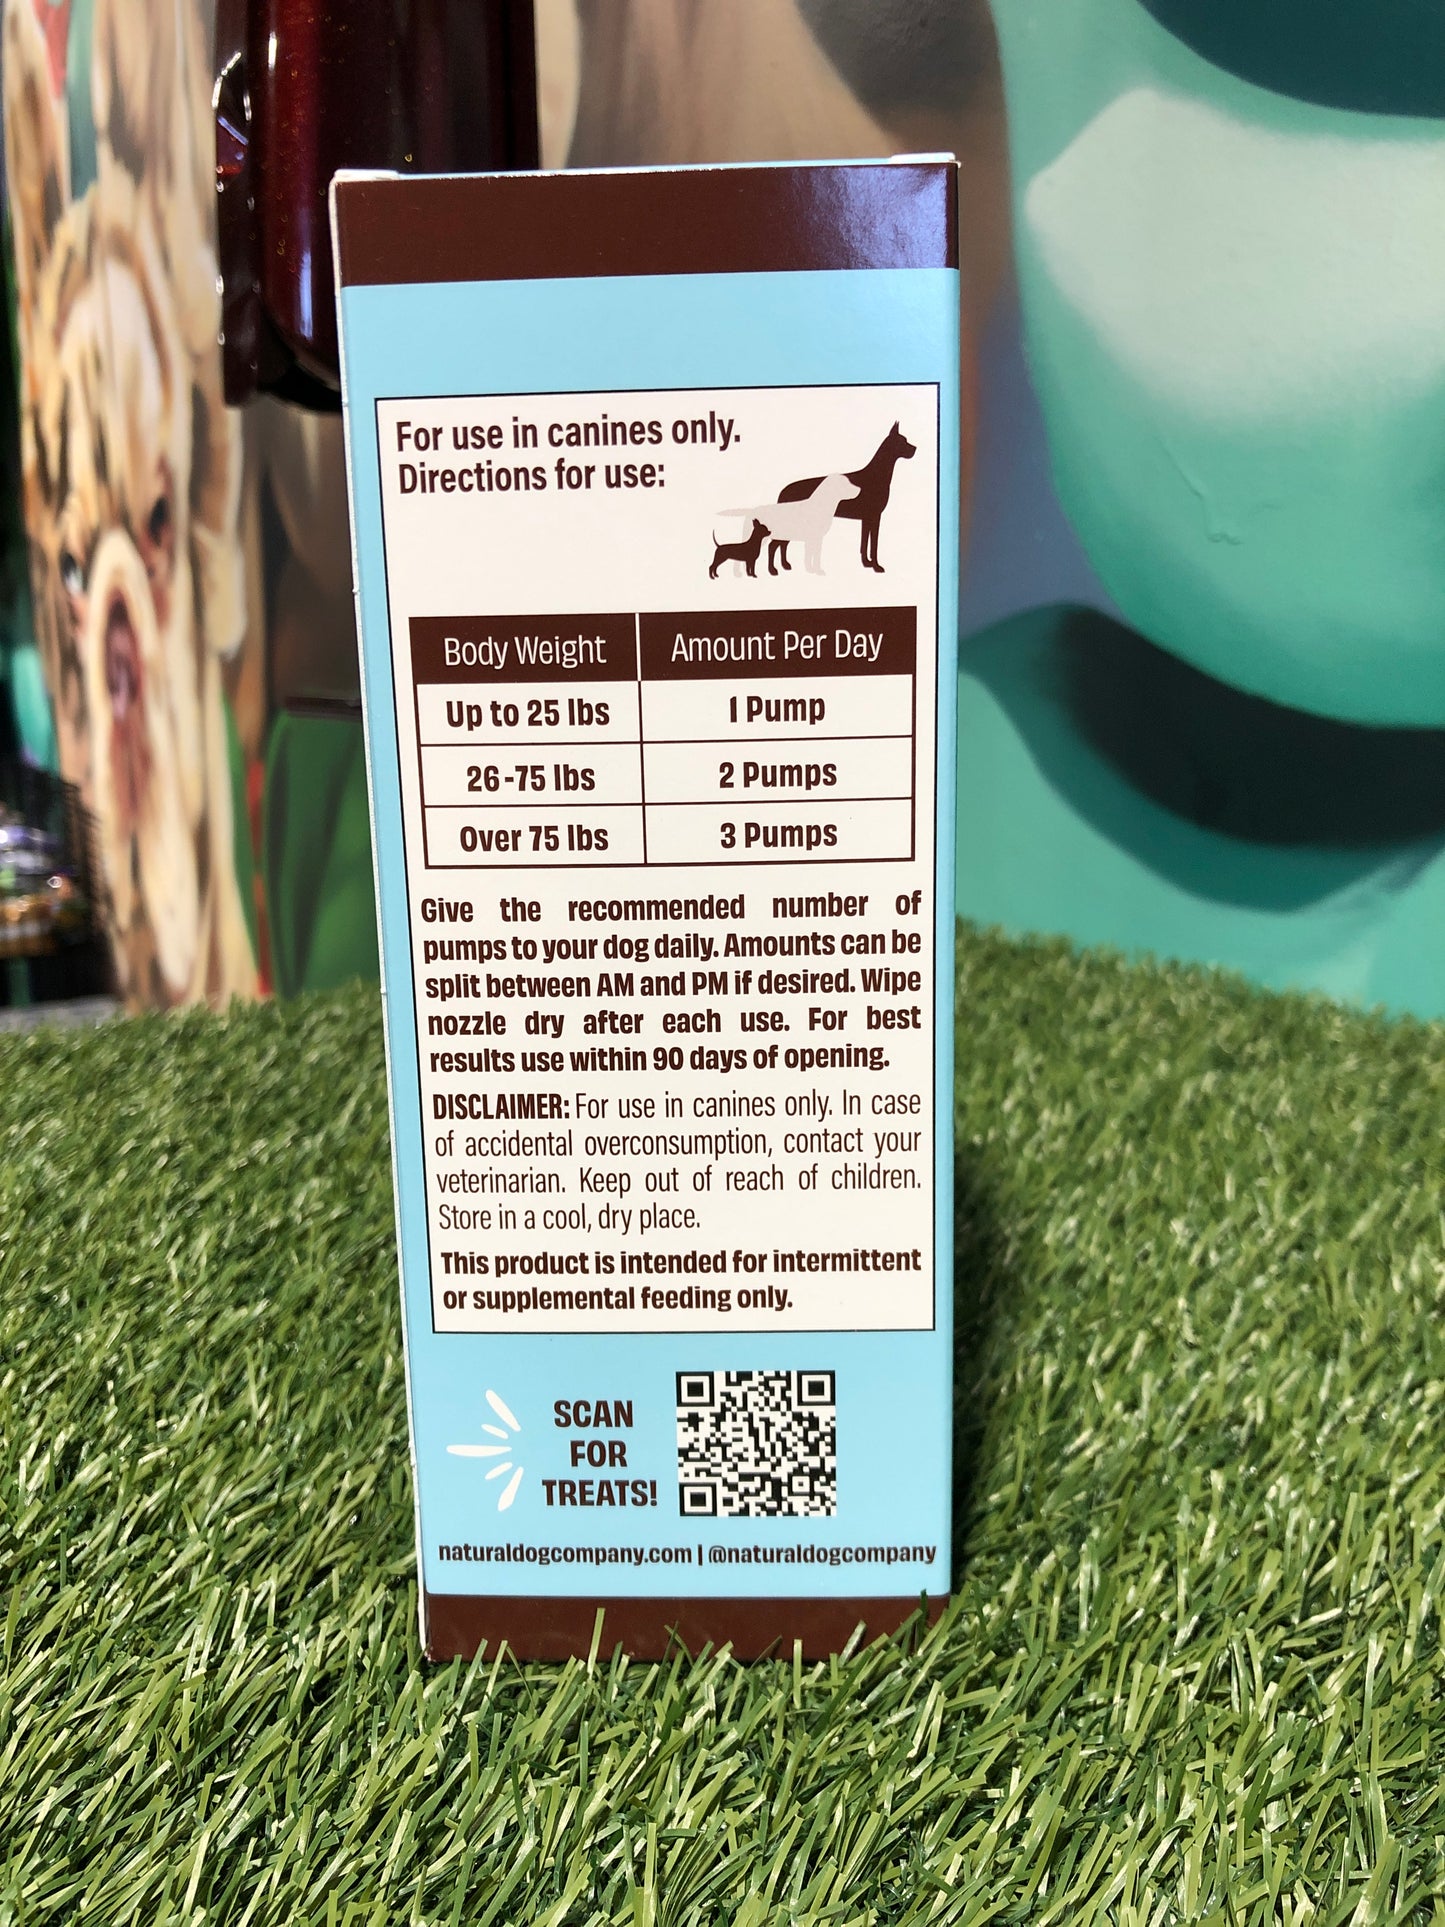 For use in canines only.
Directions for use:
Body Weight Amount Per Day
Up to 25 lbs 1 Pump
26-75 lbs 2 Pumps
Over 75 lbs 3 Pumps
Give the recommended number of
pumps to your dog daily. Amounts can be
split between AM and PM if desired. Wipe
nozzle dry after each use. For best
results use within 90 days of opening.
DISCLAIMER: For use in canines only. In case
of accidental overconsumption, contact your
veterinarian. Keep out of reach of children.
Store in a cool, dry place.
This product is intended for intermittent
or supplemental feeding only.
SCAN
FOR
TREATS!
naturaldogcompany.com | @naturaldogcompany